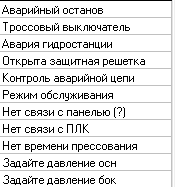 Аварийный останов
Троссовый выключатель
Авария гидростанции
Открыта защитная решетка
Контроль аварийной цепи
Режим обслуживания
Нет связи с панелью (?)
Нет связи с ПЛК
Нет времени прессования
Задайте давление осн
Задайте давление бок